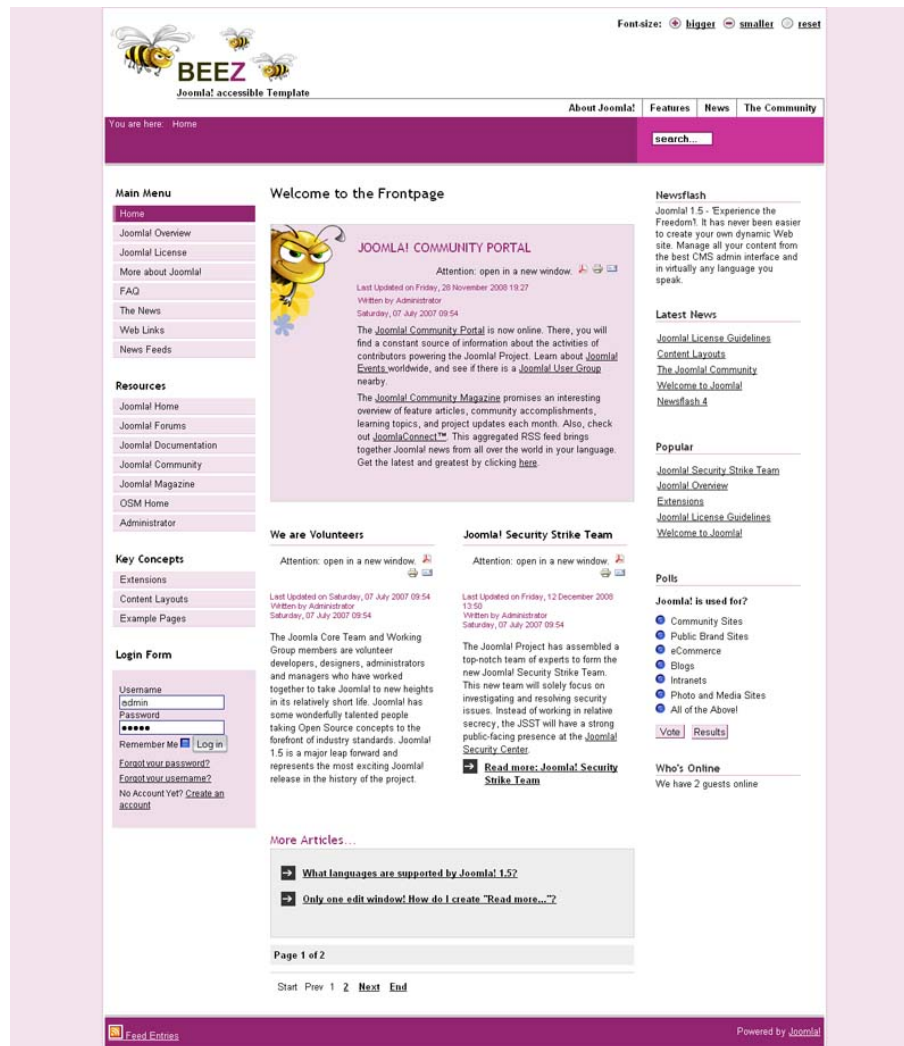 Font-size: bigger smaller reset
BEEZ
Joomla! accessible Template
About Joomla! Features News The Community
You are here: Home
search...
Main Menu
Home
Joomla! Overview
Joomla! License
More about Joomla!
FAQ
The News
Web Links
News Feeds
Resources
Joomla! Home
Joomla! Forums
Joomla! Documentation
Joomla! Community
Joomla! Magazine
OSM Home
Administrator
Key Concepts
Extensions
Content Layouts
Example Pages
Login Form
Username
admin
Password
Remember Me Log in
Forgot your password?
Forgot your username?
No Account Yet? Create an
account
Welcome to the Frontpage
JOOMLA! COMMUNITY PORTAL
Attention: open in a new window.
Last Updated on Friday, 28 November 2008 19:27
Written by Administrator
Saturday, 07 July 2007 09:54
The Joomla! Community Portal is now online. There, you will
find a constant source of information about the activities of
contributors powering the Joomla! Project. Learn about Joomla!
Events worldwide, and see if there is a Joomla! User Group
nearby.
The Joomla! Community Magazine promises an interesting
overview of feature articles, community accomplishments,
learning topics, and project updates each month. Also, check
out JoomlaConnect™. This aggregated RSS feed brings
together Joomla! news from all over the world in your language.
Get the latest and greatest by clicking here.
We are Volunteers
Attention: open in a new window.
Last Updated on Saturday, 07 July 2007 09:54
Written by Administrator
Saturday, 07 July 2007 09:54
The Joomla Core Team and Working
Group members are volunteer
developers, designers, administrators
and managers who have worked
together to take Joomla! to new heights
in its relatively short life. Joomla! has
some wonderfully talented people
taking Open Source concepts to the
forefront of industry standards. Joomla!
1.5 is a major leap forward and
represents the most exciting Joomla!
release in the history of the project.
Joomla! Security Strike Team
Attention: open in a new window.
Last Updated on Friday, 12 December 2008
13:50
Written by Administrator
Saturday, 07 July 2007 09:54
The Joomla! Project has assembled a
top-notch team of experts to form the
new Joomla! Security Strike Team.
This new team will solely focus on
investigating and resolving security
issues. Instead of working in relative
secrecy, the JSST will have a strong
public-facing presence at the Joomla!
Security Center.
Read more: Joomla! Security
Strike Team
More Articles...
What languages are supported by Joomla! 1.5?
Only one edit window! How do I create "Read more..."?
Page 1 of 2
Start Prev 1 2 Next End
Newsflash
Joomla! 1.5 - 'Experience the
Freedom'!. It has never been easier
to create your own dynamic Web
site. Manage all your content from
the best CMS admin interface and
in virtually any language you
speak.
Latest News
Joomla! License Guidelines
Content Layouts
The Joomla! Community
Welcome to Joomla!
Newsflash 4
Popular
Joomla! Security Strike Team
Joomla! Overview
Extensions
Joomla! License Guidelines
Welcome to Joomla!
Polls
Joomla! is used for?
Community Sites
Public Brand Sites
eCommerce
Blogs
Intranets
Photo and Media Sites
All of the Above!
Vote Results
Who's Online
We have 2 guests online
Feed Entries
Powered by Joomla!